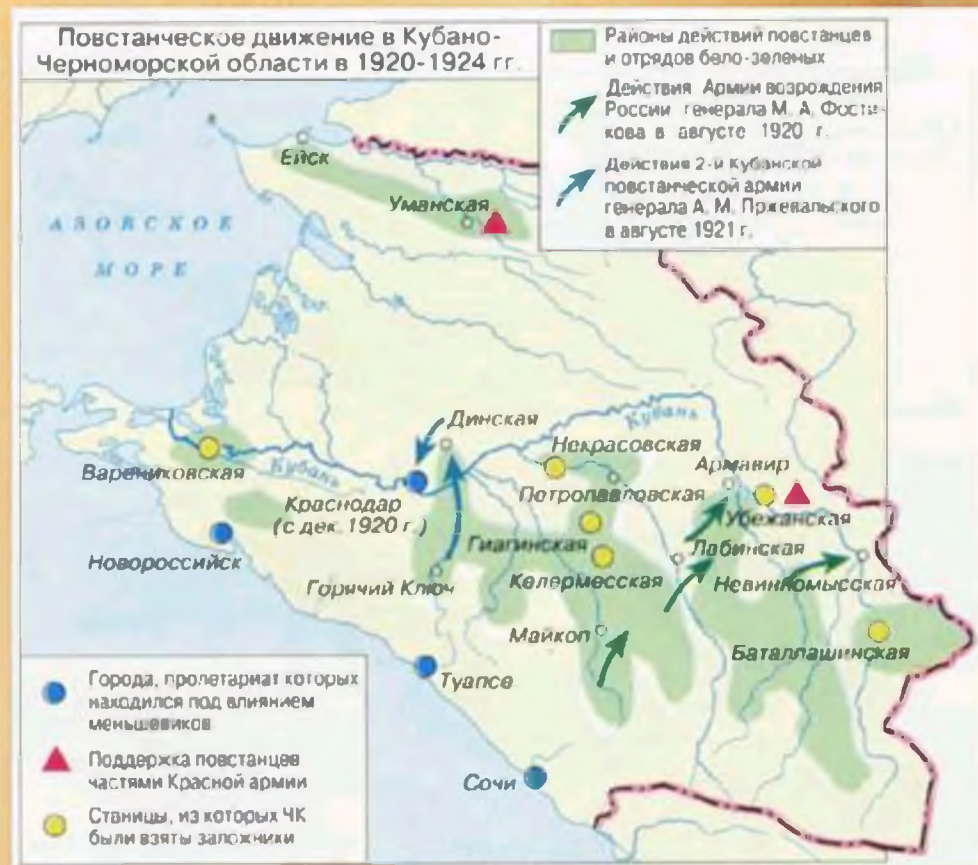 Повстанческое движение в Кубано-
Черноморской области в 1920-1924 гг.
Районы действий повстанцев
и отрядов бело-зеленых
Действия Армии возрождения
России генерала М. А. Фости-
кова в августе 1920 г.
Действия 2-й Кубанской
повстанческой армии
генерала А. М. Пржевальского
в августе 1921 г.
Ейск
Уманская
АЗОВСКОЕ
МОРЕ
Динская
Кубань
Некрасовская
Армавир
Варениковская
Кубань
Потропавловская
Краснодар
(с дек. 1920 г.)
Убежанская
Новороссийск
Гиагинская
Лабинская
Горячий Ключ
Келермесская
Невинномысская
Майкоп
Баталпашинская
Туапсе
Сочи
Города, пролетариат которых
находился под влиянием
меньшевиков
Поддержка повстанцев
частями Красной армии
Станицы, из которых ЧК
были взяты заложники